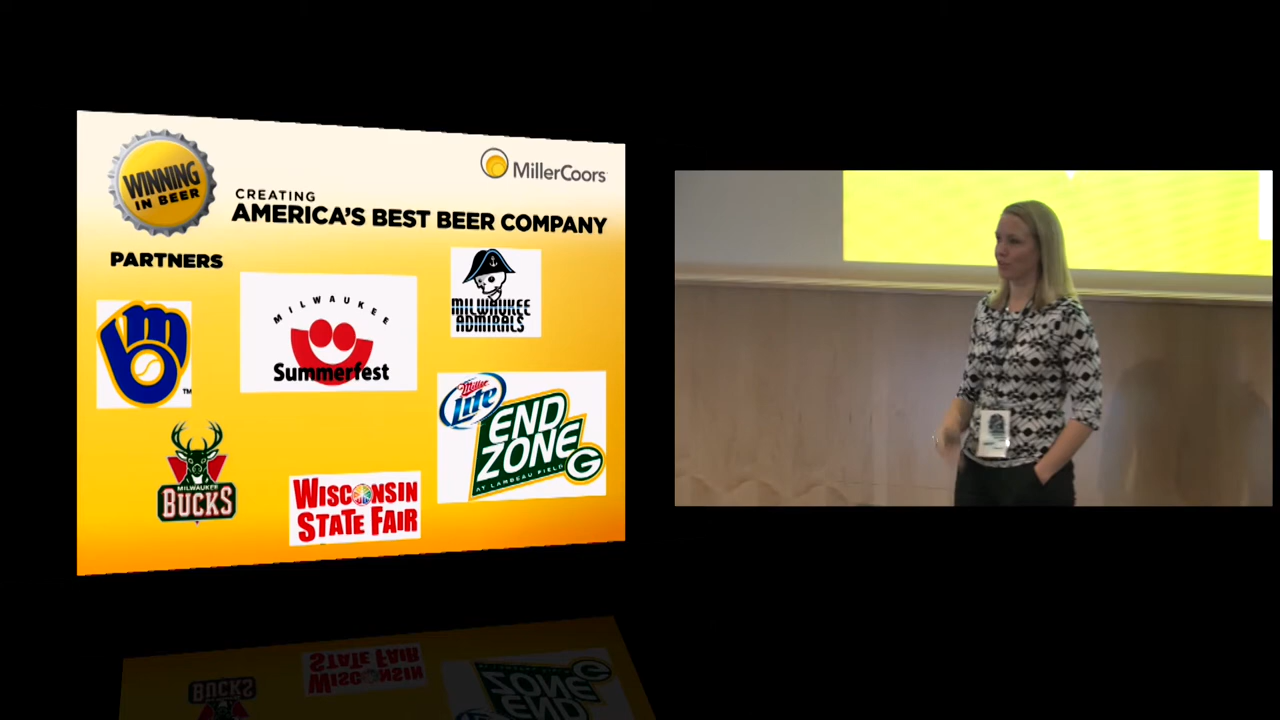 WINNING
IN BEER
MillerCoors
CREATING
AMERICA'S BEST BEER COMPANY
PARTNERS
MILWAUKEE
Summerfest
MILWAUKEE
ADMIRALS
TM
Miller
Lite
END
ZONE
G
AT LAMBEAU FIELD
MILWAUKEE
BUCKS
WISCONSIN
STATE FAIR